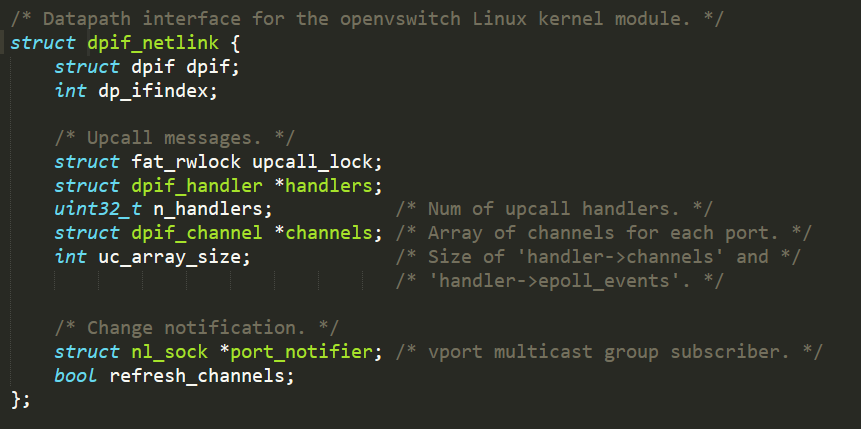 /* Datapath interface for the openvswitch Linux kernel module. */
struct dpif_netlink {
    struct dpif dpif;
    int dp_ifindex;

    /* Upcall messages. */
    struct fat_rwlock upcall_lock;
    struct dpif_handler *handlers;
    uint32_t n_handlers;           /* Num of upcall handlers. */
    struct dpif_channel *channels; /* Array of channels for each port. */
    int uc_array_size;             /* Size of 'handler->channels' and */
                                   /* 'handler->epoll_events'. */

    /* Change notification. */
    struct nl_sock *port_notifier; /* vport multicast group subscriber. */
    bool refresh_channels;
};